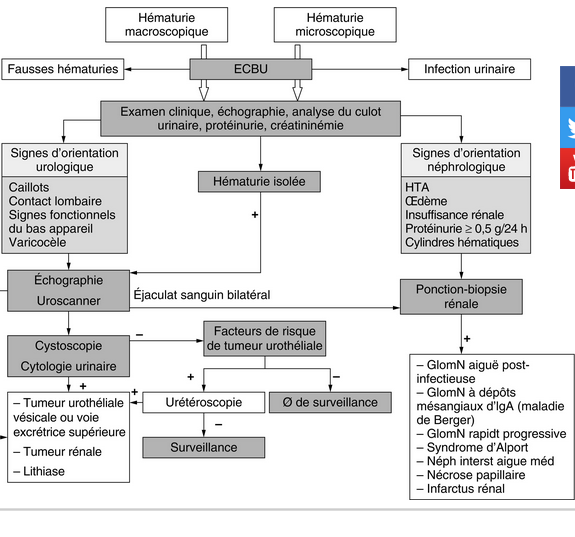 Hématurie
macroscopique
Hématurie
microscopique
Fausses hématuries
ECBU
Infection urinaire
Examen clinique, échographie, analyse du culot
urinaire, protéinurie, créatininémie
Signes d'orientation
urologique
Caillots
Contact lombaire
Signes fonctionnels
du bas appareil
Varicocèle
Hématurie isolée
+
Signes d'orientation
néphrologique
HTA
Œdème
Insuffisance rénale
Protéinurie ≥ 0,5 g/24 h
Cylindres hématiques
Échographie
Uroscanner
Éjaculat sanguin bilatéral
Ponction-biopsie
rénale
+
Cystoscopie
Cytologie urinaire
–
+
Facteurs de risque
de tumeur urothéliale
+
–
– Tumeur urothéliale
vésicale ou voie
excrétrice supérieure
– Tumeur rénale
– Lithiase
+
Urétéroscopie
–
Ø de surveillance
Surveillance
– GlomN aiguë post-
infectieuse
– GlomN à dépôts
mésangiaux d'IgA (maladie
de Berger)
– GlomN rapidt progressive
– Syndrome d'Alport
– Néph interst aigue méd
– Nécrose papillaire
– Infarctus rénal